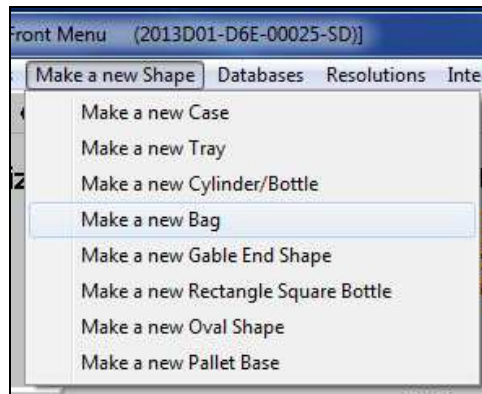 Front Menu (2013D01-D6E-00025-SD)]
Make a new Shape Databases Resolutions Inte
Make a new Case
Make a new Tray
Make a new Cylinder/Bottle
Make a new Bag
Make a new Gable End Shape
Make a new Rectangle Square Bottle
Make a new Oval Shape
Make a new Pallet Base